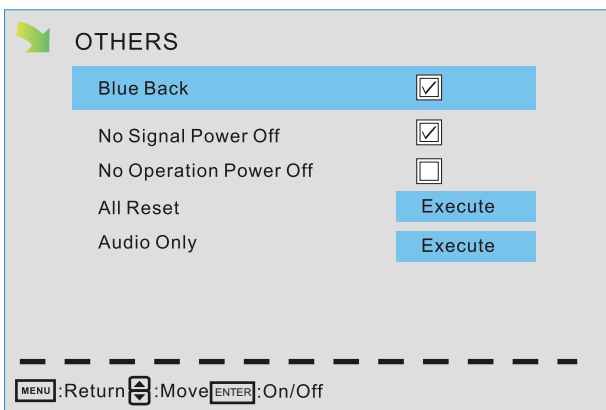 OTHERS
Blue Back
No Signal Power Off
No Operation Power Off
All Reset Execute
Audio Only Execute
MENU:Return:Move ENTER:On/Off